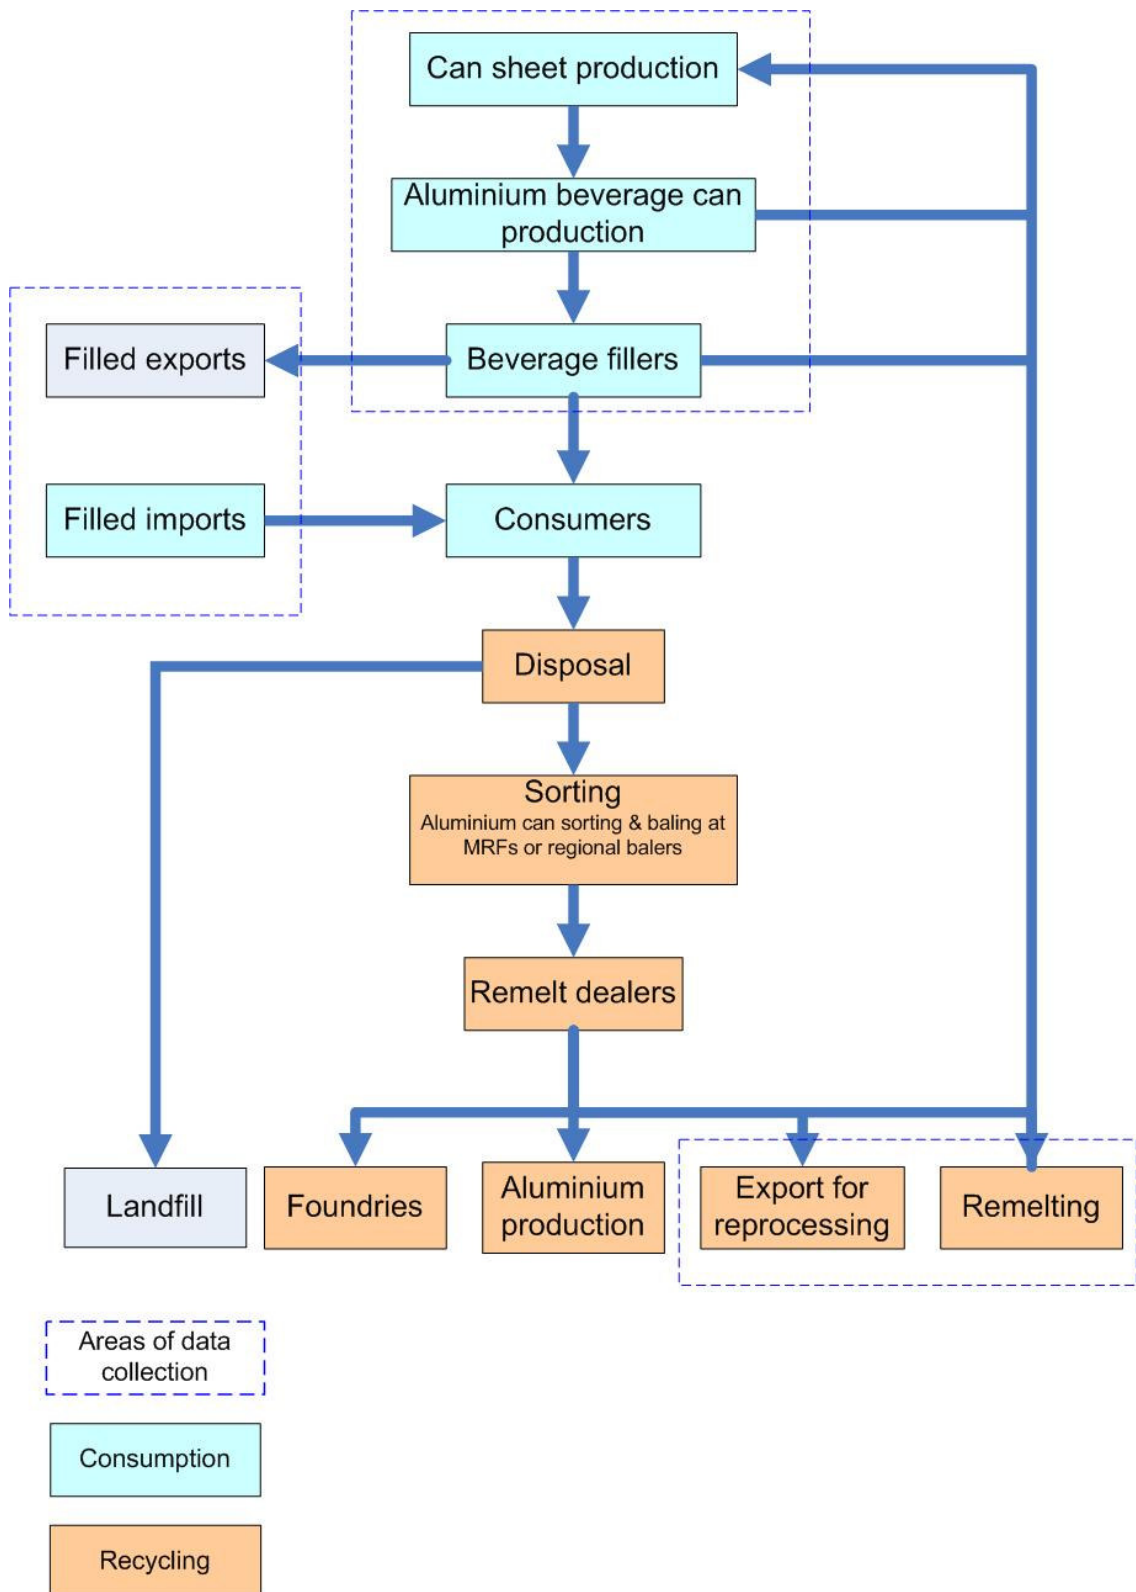 Can sheet production
Aluminium beverage can
production
Filled exports
Beverage fillers
Filled imports
Consumers
Disposal
Sorting
Aluminium can sorting & baling at
MRFs or regional balers
Remelt dealers
Landfill
Foundries
Aluminium
production
Export for
reprocessing
Remelting
Areas of data
collection
Consumption
Recycling